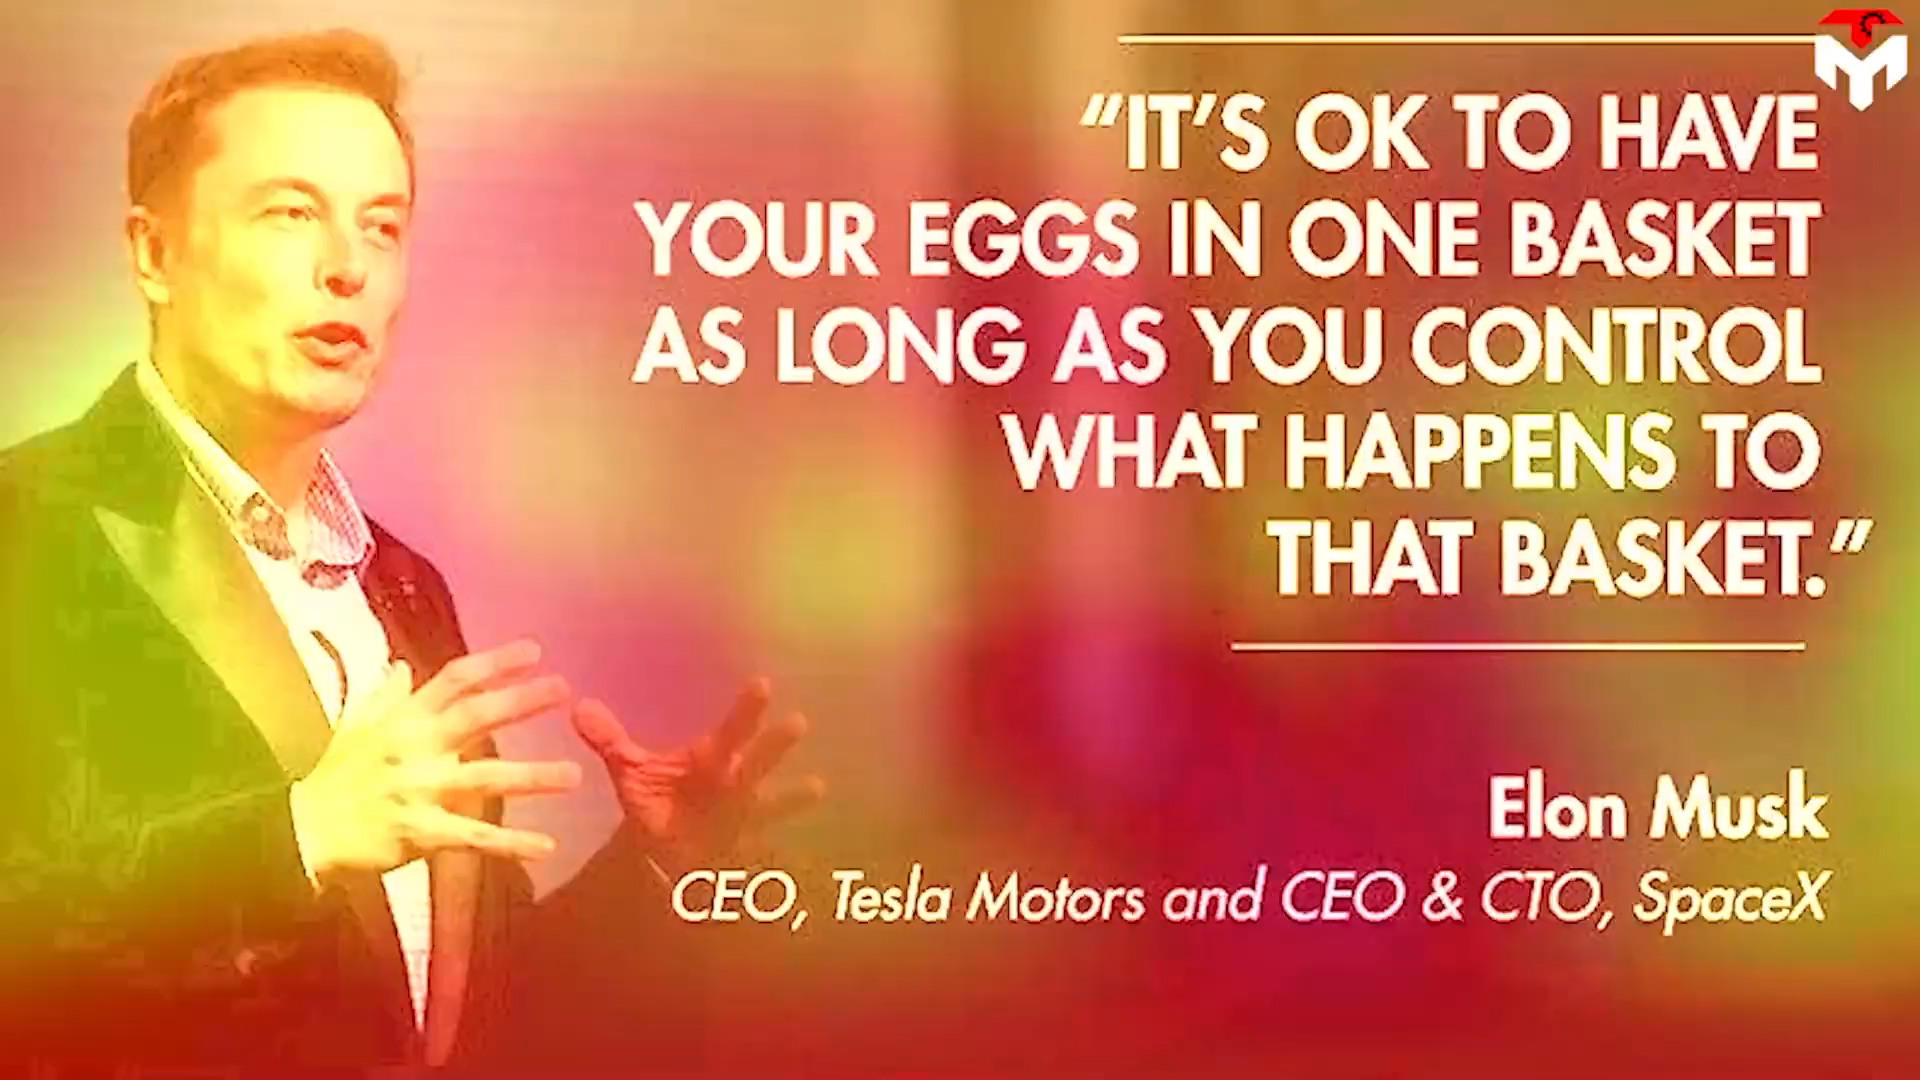 “IT’S OK TO HAVE
YOUR EGGS IN ONE BASKET
AS LONG AS YOU CONTROL
WHAT HAPPENS TO
THAT BASKET.”
Elon Musk
CEO, Tesla Motors and CEO & CTO, SpaceX